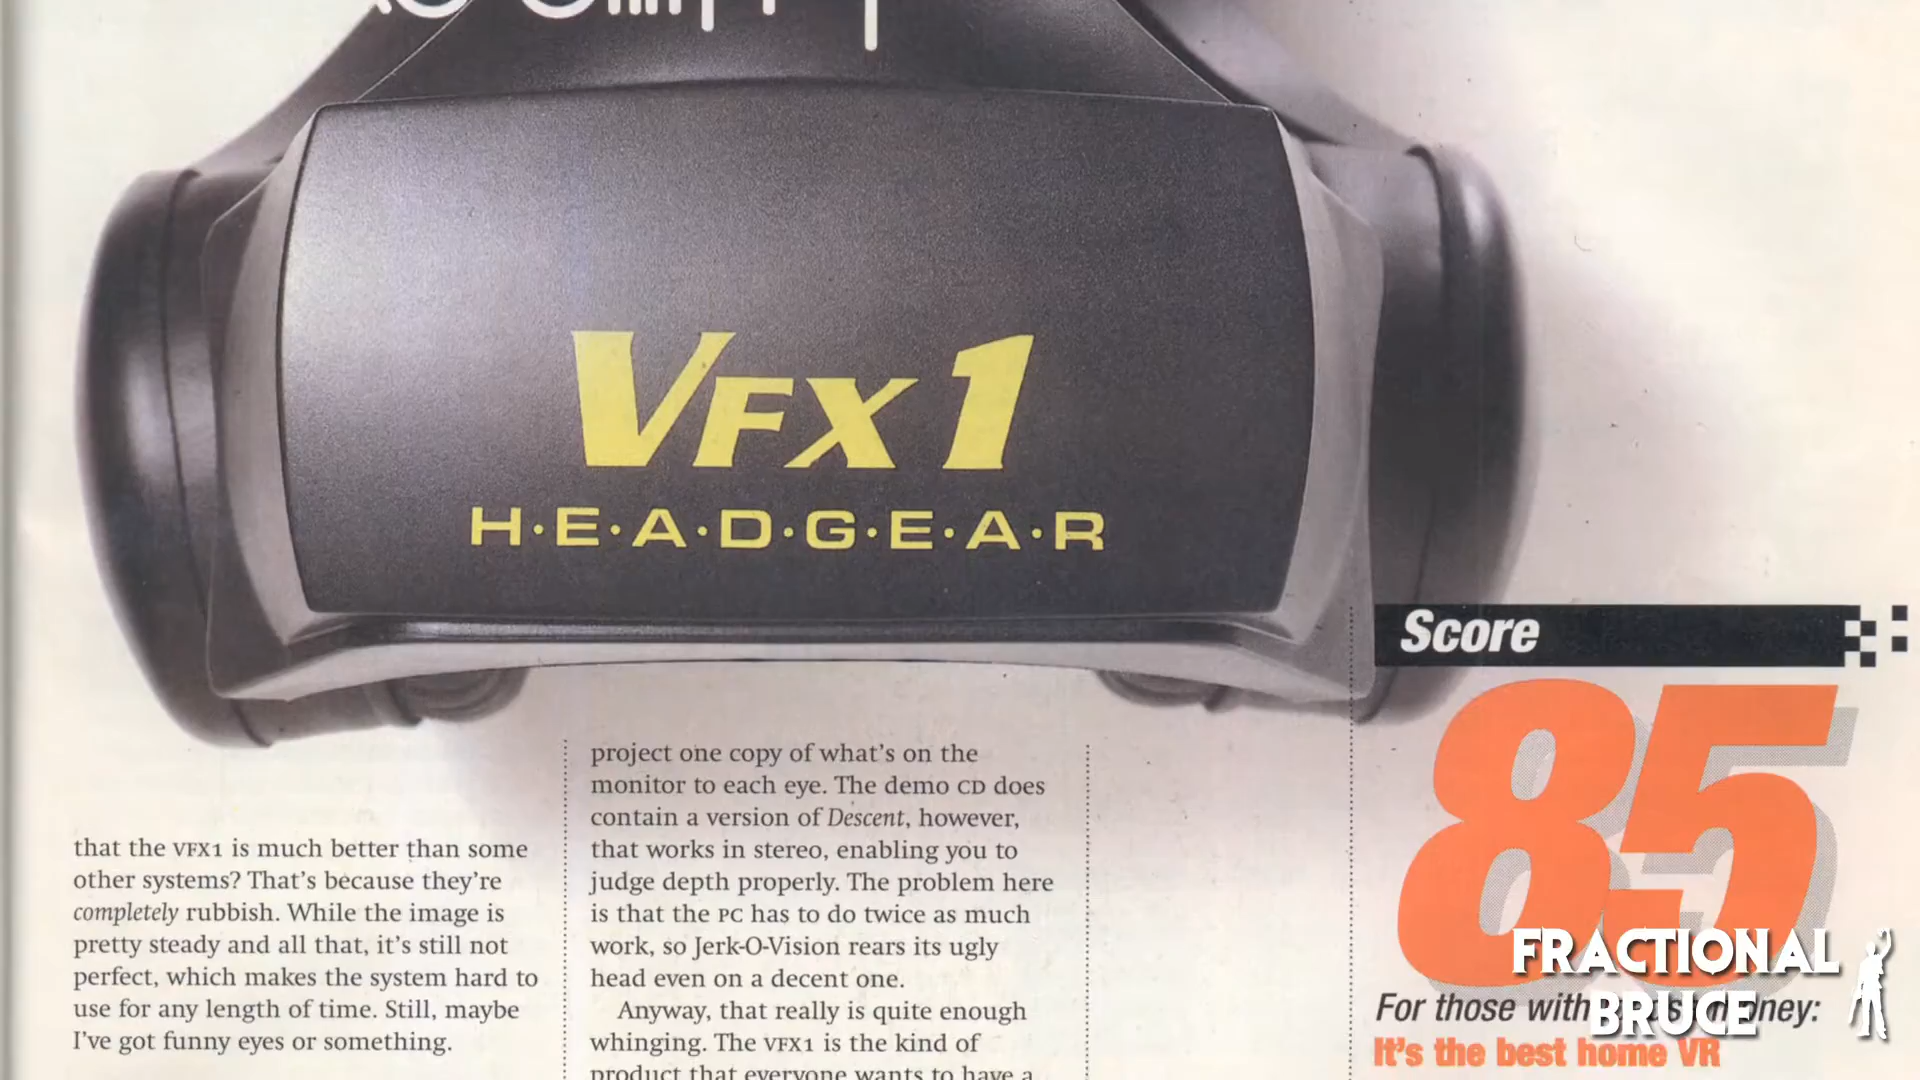 VFX1
H·E·A·D·G·E·A·R
that the VFX1 is much better than some
other systems? That's because they're
completely rubbish. While the image is
pretty steady and all that, it's still not
perfect, which makes the system hard to
use for any length of time. Still, maybe
I've got funny eyes or something.
project one copy of what's on the
monitor to each eye. The demo CD does
contain a version of Descent, however,
that works in stereo, enabling you to
judge depth properly. The problem here
is that the PC has to do twice as much
work, so Jerk-O-Vision rears its ugly
head even on a decent one.
Anyway, that really is quite enough
whinging. The VFX1 is the kind of
product that everyone wants to have a
Score
85
For those with
It's the best home VR
FRACTIONAL
BRUCE